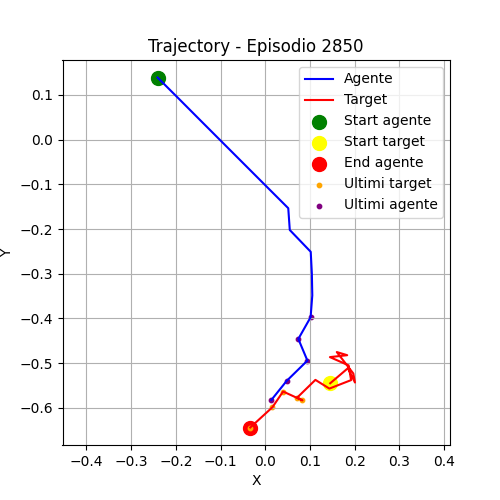 Trajectory - Episodio 2850
Agente
Target
Start agente
Start target
End agente
Ultimi target
Ultimi agente
Y
0.1
0.0
−0.1
−0.2
−0.3
−0.4
−0.5
−0.6
−0.4
−0.3
−0.2
−0.1
0.0
0.1
0.2
0.3
0.4
X